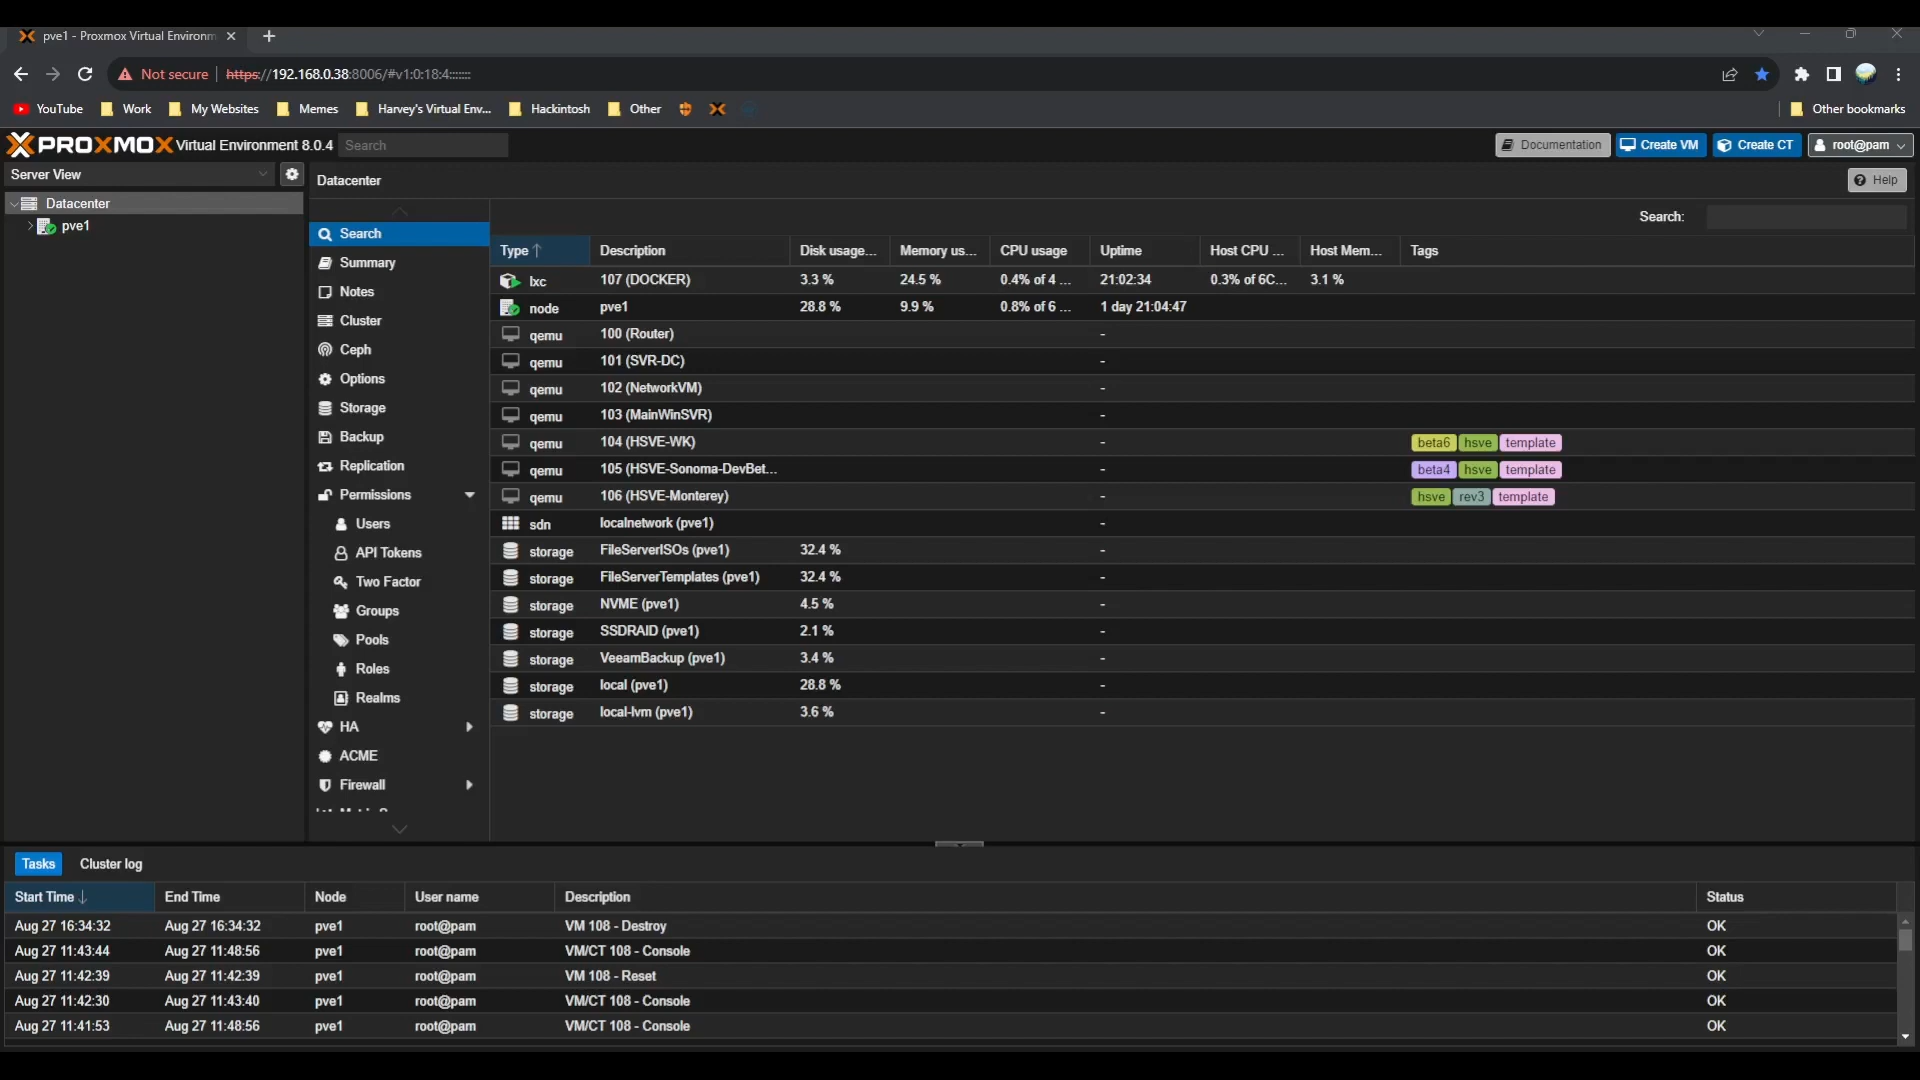 pve1 - Proxmox Virtual Environm
Not secure https://192.168.0.38:8006/#v1:0:18:4:::::::
YouTube Work My Websites Memes Harvey's Virtual Env... Hackintosh Other Other bookmarks
PROXMOX Virtual Environment 8.0.4 Search Documentation Create VM Create CT root@pam
Server View
Datacenter
pve1
Datacenter Help
Search
Summary
Notes
Cluster
Ceph
Options
Storage
Backup
Replication
Permissions
Users
API Tokens
Two Factor
Groups
Pools
Roles
Realms
HA
ACME
Firewall
Search:
Type Description Disk usage... Memory us... CPU usage Uptime Host CPU ... Host Mem... Tags
lxc 107 (DOCKER) 3.3 % 24.5 % 0.4% of 4 ... 21:02:34 0.3% of 6C... 3.1 %
node pve1 28.8 % 9.9 % 0.8% of 6 ... 1 day 21:04:47
qemu 100 (Router) -
qemu 101 (SVR-DC) -
qemu 102 (NetworkVM) -
qemu 103 (MainWinSVR) -
qemu 104 (HSVE-WK) - beta6 hsve template
qemu 105 (HSVE-Sonoma-DevBet... - beta4 hsve template
qemu 106 (HSVE-Monterey) - hsve rev3 template
sdn localnetwork (pve1) -
storage FileServerISOs (pve1) 32.4 % -
storage FileServerTemplates (pve1) 32.4 % -
storage NVME (pve1) 4.5 % -
storage SSDRAID (pve1) 2.1 % -
storage VeeamBackup (pve1) 3.4 % -
storage local (pve1) 28.8 % -
storage local-lvm (pve1) 3.6 % -
Tasks Cluster log
Start Time End Time Node User name Description Status
Aug 27 16:34:32 Aug 27 16:34:32 pve1 root@pam VM 108 - Destroy OK
Aug 27 11:43:44 Aug 27 11:48:56 pve1 root@pam VM/CT 108 - Console OK
Aug 27 11:42:39 Aug 27 11:42:39 pve1 root@pam VM 108 - Reset OK
Aug 27 11:42:30 Aug 27 11:43:40 pve1 root@pam VM/CT 108 - Console OK
Aug 27 11:41:53 Aug 27 11:48:56 pve1 root@pam VM/CT 108 - Console OK